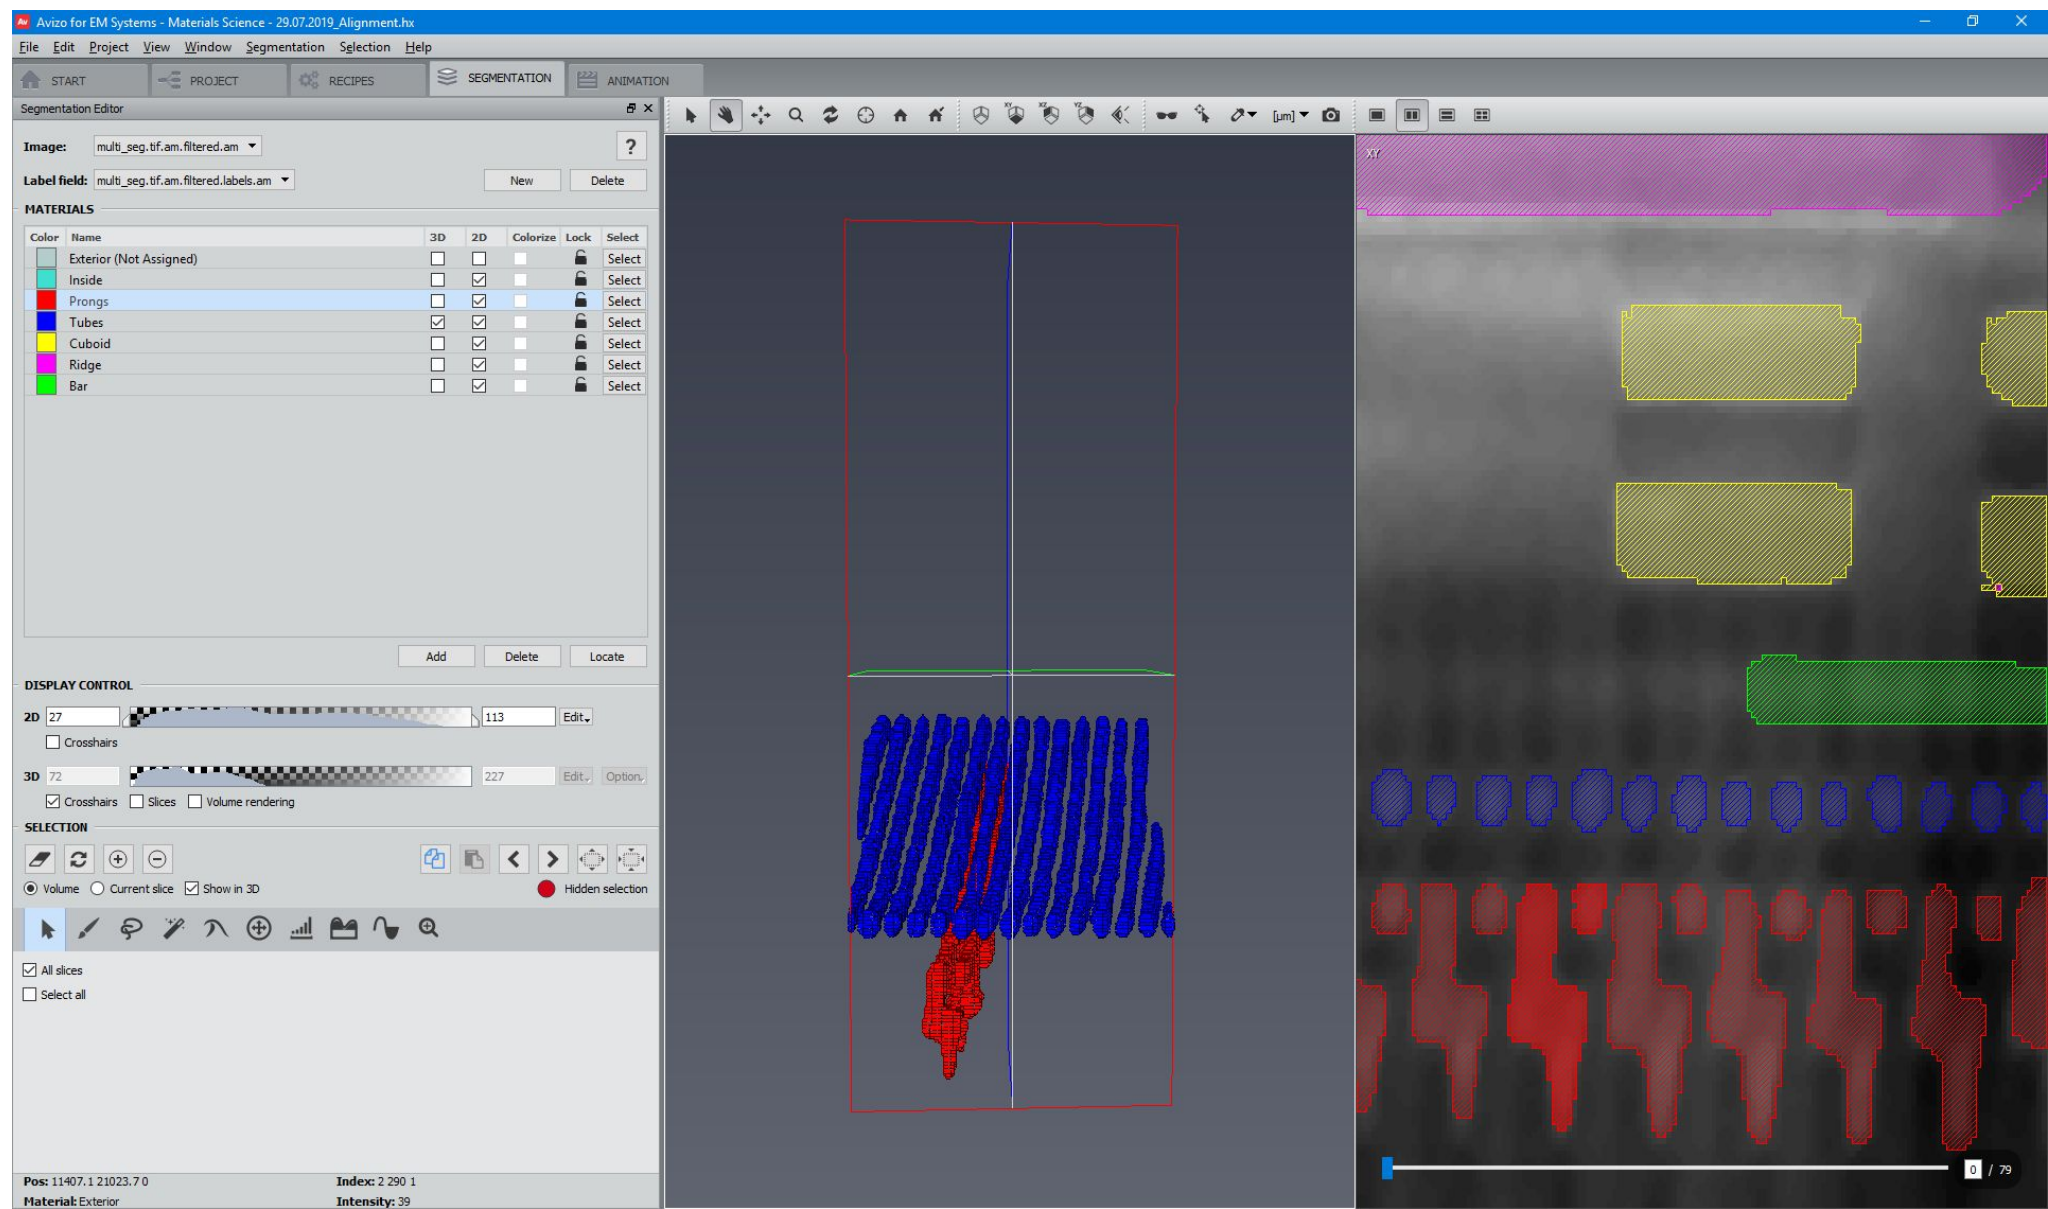 Av Avizo for EM Systems - Materials Science - 29.07.2019_Alignment.hx
File Edit Project View Window Segmentation Selection Help
START PROJECT RECIPES SEGMENTATION ANIMATION
Segmentation Editor
XY XZ YZ [µm]
Image: multi_seg.tif.am.filtered.am ?
Label field: multi_seg.tif.am.filtered.labels.am New Delete
MATERIALS
Color Name 3D 2D Colorize Lock Select
Exterior (Not Assigned) Select
Inside Select
Prongs Select
Tubes Select
Cuboid Select
Ridge Select
Bar Select
Add Delete Locate
DISPLAY CONTROL
2D 27 113 Edit
Crosshairs
3D 72 227 Edit Option
Crosshairs Slices Volume rendering
SELECTION
Volume Current slice Show in 3D Hidden selection
All slices
Select all
Pos: 11407.1 21023.7 0 Index: 2 290 1
Material: Exterior Intensity: 39
XY
0 / 79